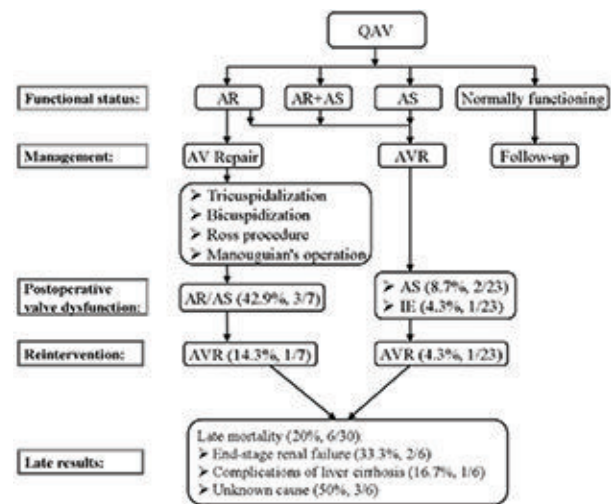 QAV
Functional status:
AR
AR+AS
AS
Normally functioning
Management:
AV Repair
AVR
Follow-up
➤ Tricuspidalization
➤ Bicuspidization
➤ Ross procedure
➤ Manouguian's operation
Postoperative
valve dysfunction:
AR/AS (42.9%, 3/7)
➤ AS (8.7%, 2/23)
➤ IE (4.3%, 1/23)
Reintervention:
AVR (14.3%, 1/7)
AVR (4.3%, 1/23)
Late results:
Late mortality (20%, 6/30):
➤ End-stage renal failure (33.3%, 2/6)
➤ Complications of liver cirrhosis (16.7%, 1/6)
➤ Unknown cause (50%, 3/6)